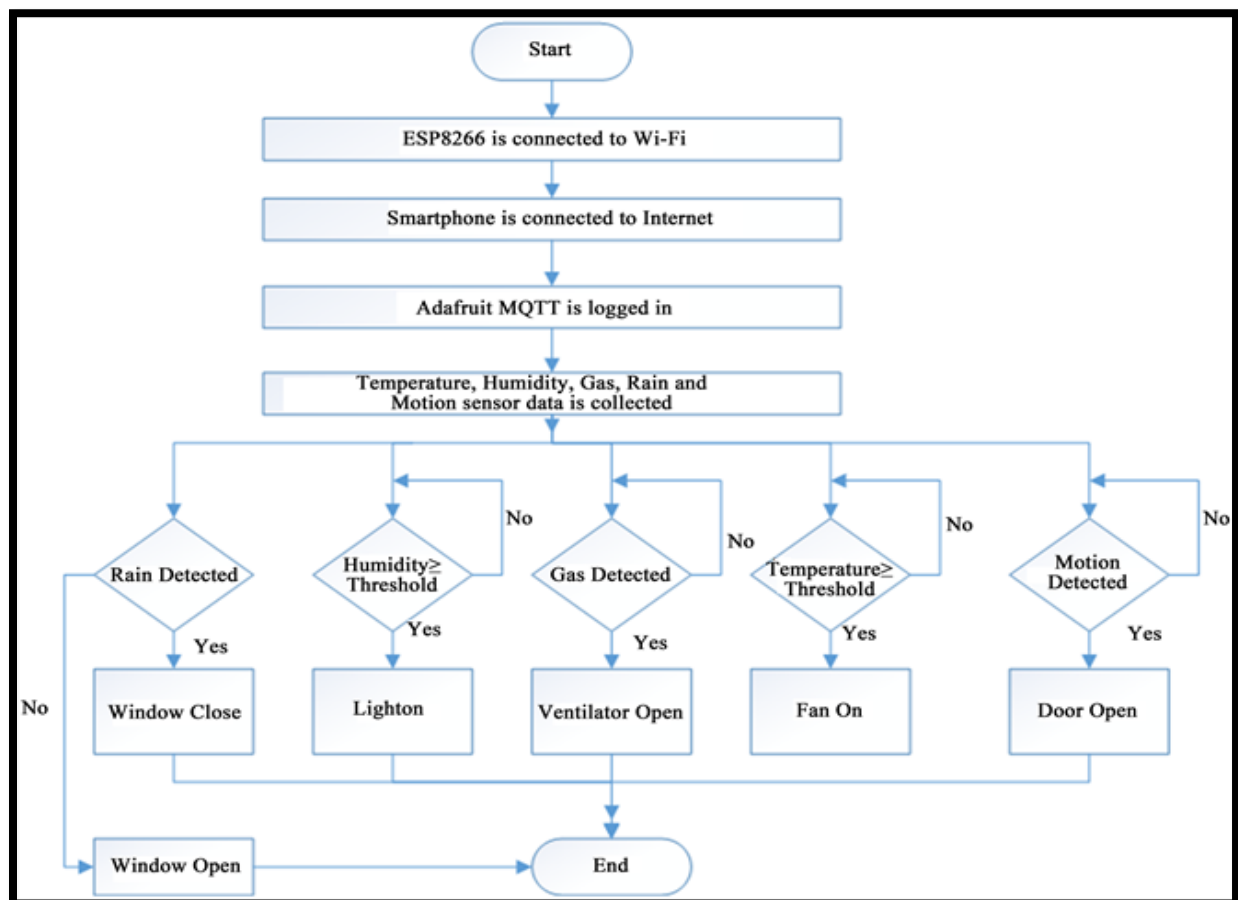 Start
ESP8266 is connected to Wi-Fi
Smartphone is connected to Internet
Adafruit MQTT is logged in
Temperature, Humidity, Gas, Rain and
Motion sensor data is collected
No
No
No
No
Rain Detected
Humidity≥
Threshold
Gas Detected
Temperature≥
Threshold
Motion
Detected
Yes
Yes
Yes
Yes
Yes
No
Window Close
Lighton
Ventilator Open
Fan On
Door Open
Window Open
End